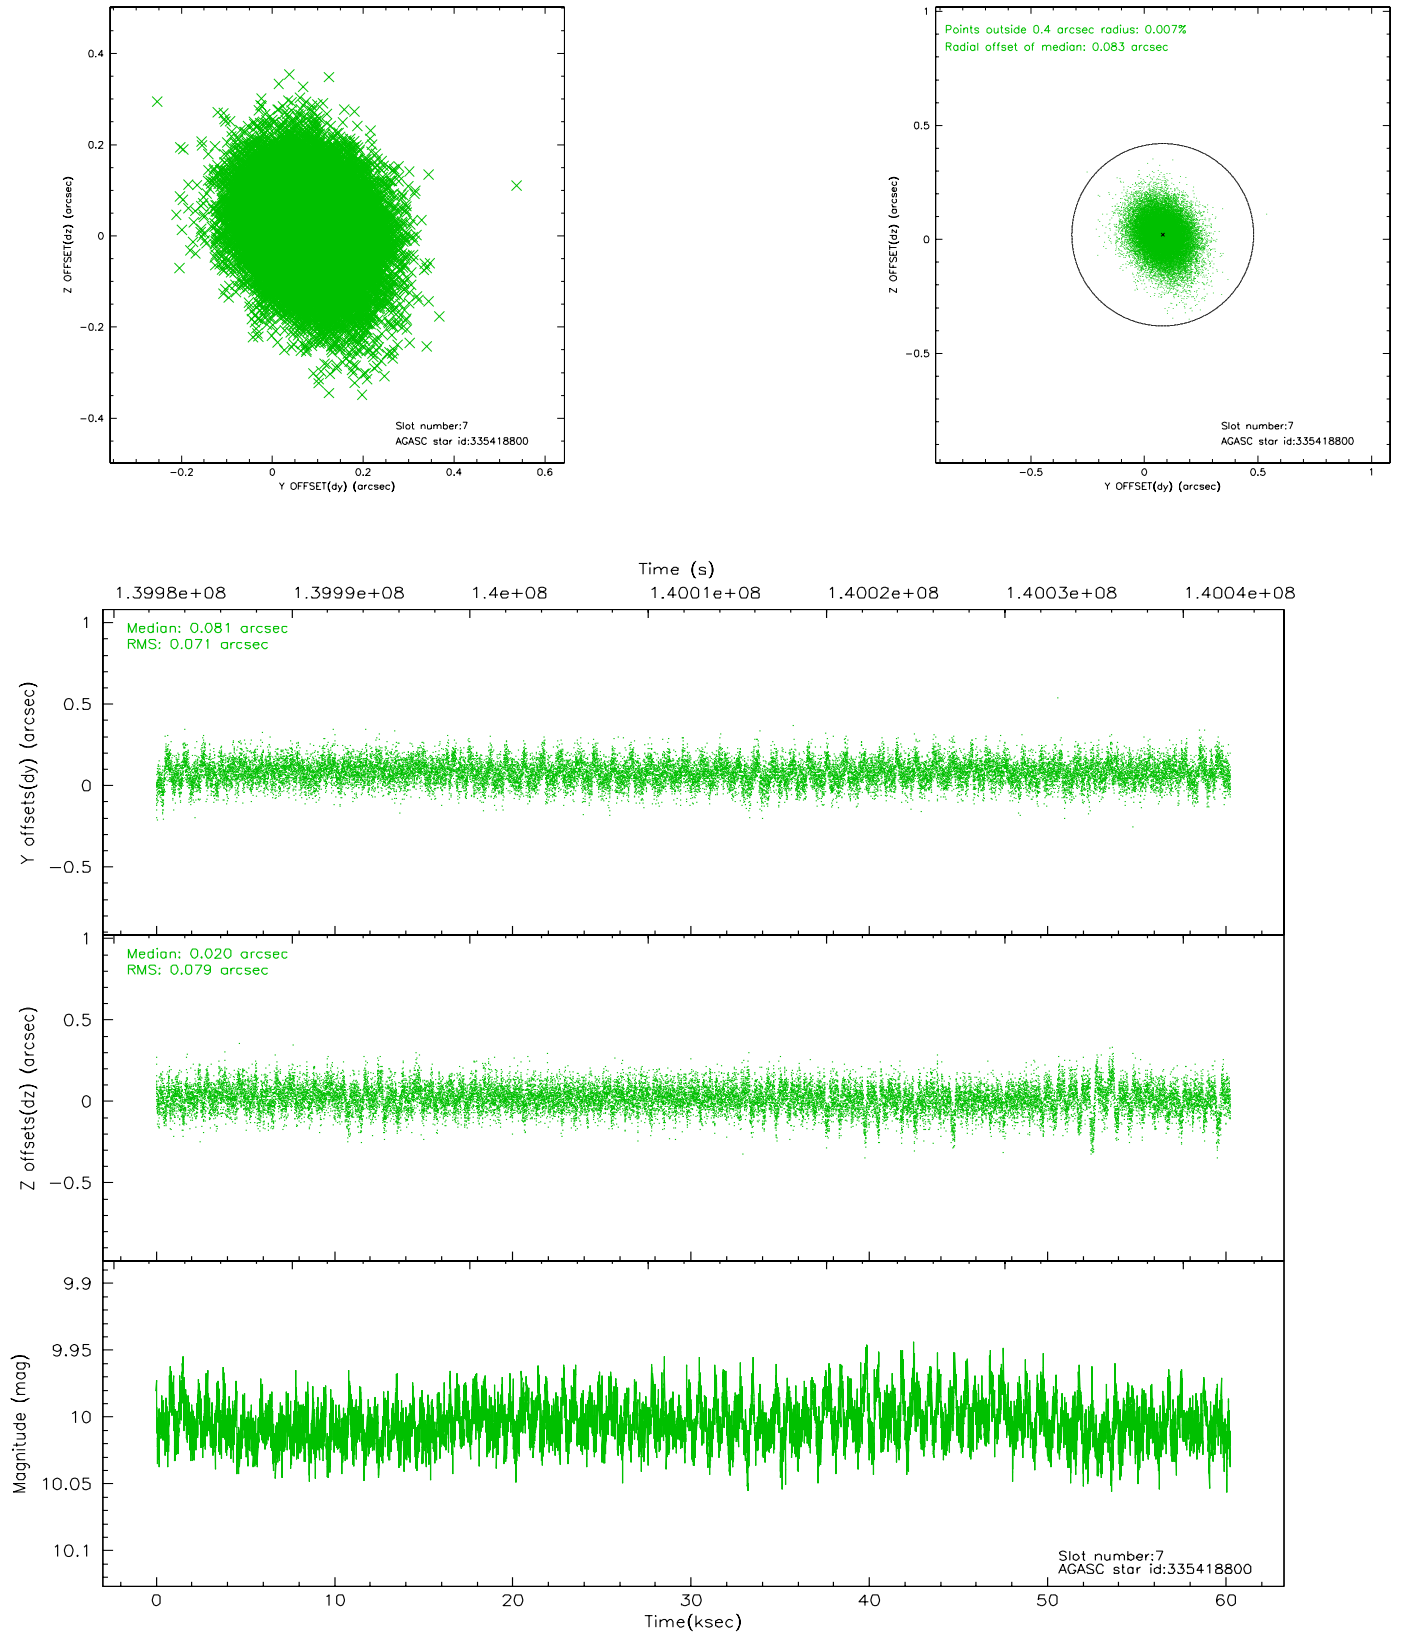 0.4
0.2
0
−0.2
−0.4
Z OFFSET(dz) (arcsec)
Slot number:7
AGASC star id:335418800
−0.2 0 0.2 0.4 0.6
Y OFFSET(dy) (arcsec)
Points outside 0.4 arcsec radius: 0.007%
Radial offset of median: 0.083 arcsec
1
0.5
0
−0.5
Z OFFSET(dz) (arcsec)
Slot number:7
AGASC star id:335418800
−0.5 0 0.5 1
Y OFFSET(dy) (arcsec)
Time (s)
1.3998e+08 1.3999e+08 1.4e+08 1.4001e+08 1.4002e+08 1.4003e+08 1.4004e+08
Median: 0.081 arcsec
RMS: 0.071 arcsec
1
0.5
0
−0.5
Y offsets(dy) (arcsec)
Median: 0.020 arcsec
RMS: 0.079 arcsec
1
0.5
0
−0.5
Z offsets(dz) (arcsec)
9.9
9.95
10
10.05
10.1
Magnitude (mag)
Slot number:7
AGASC star id:335418800
0 10 20 30 40 50 60
Time(ksec)